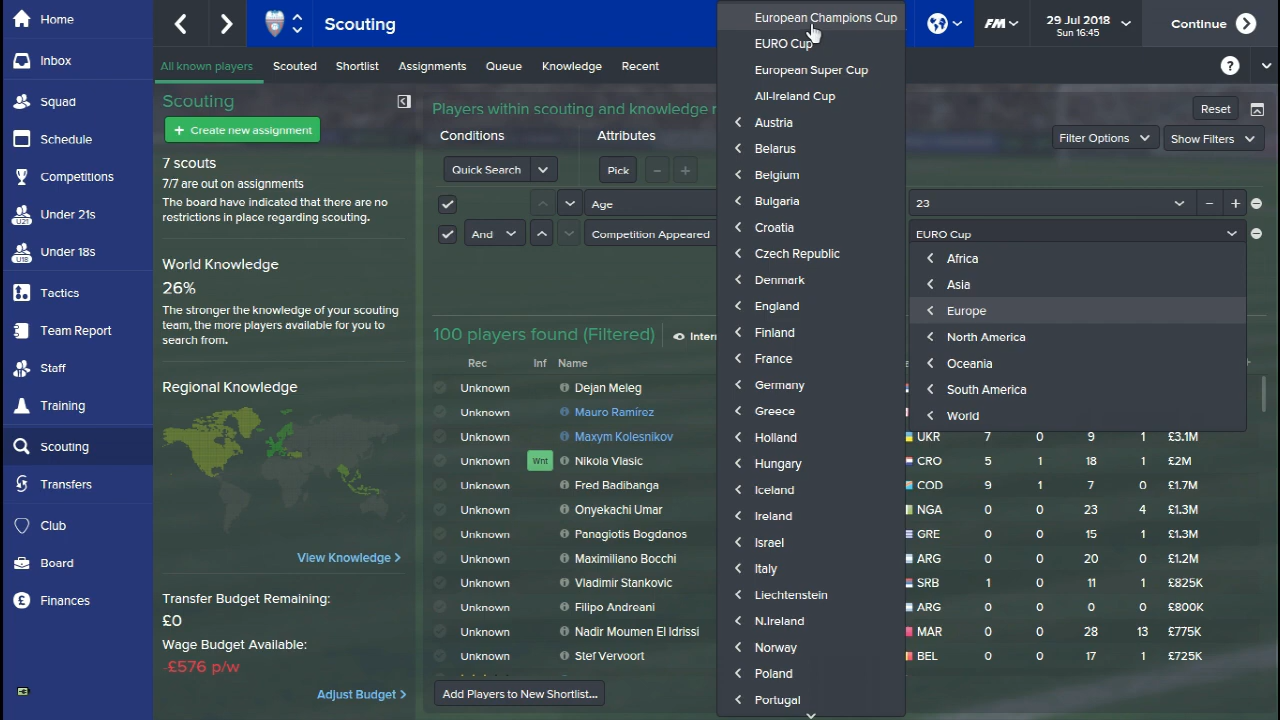 Home
Inbox
Squad
Schedule
Competitions
Under 21s
U21
Under 18s
U18
Tactics
Team Report
Staff
Training
Scouting
Transfers
Club
Board
Finances
Scouting
FM
29 Jul 2018
Sun 16:45
Continue
All known players Scouted Shortlist Assignments Queue Knowledge Recent
?
Scouting
+ Create new assignment
7 scouts
7/7 are out on assignments
The board have indicated that there are no
restrictions in place regarding scouting.
World Knowledge
26%
The stronger the knowledge of your scouting
team, the more players available for you to
search from.
Regional Knowledge
View Knowledge >
Transfer Budget Remaining:
£0
Wage Budget Available:
-£576 p/w
Adjust Budget >
Players within scouting and knowledge r
Reset
Conditions Attributes
Filter Options Show Filters
Quick Search Pick - +
Age 23 - +
And Competition Appeared EURO Cup
European Champions Cup
EURO Cup
European Super Cup
All-Ireland Cup
Austria
Belarus
Belgium
Bulgaria
Croatia
Czech Republic
Denmark
England
Finland
France
Germany
Greece
Holland
Hungary
Iceland
Ireland
Israel
Italy
Liechtenstein
N.Ireland
Norway
Poland
Portugal
Africa
Asia
Europe
North America
Oceania
South America
World
100 players found (Filtered) Intern
Rec Inf Name
Unknown Dejan Meleg
Unknown Mauro Ramírez
Unknown Maxym Kolesnikov UKR 7 0 9 1 £3.1M
Unknown Wnt Nikola Vlasic CRO 5 1 18 1 £2M
Unknown Fred Badibanga COD 9 1 7 0 £1.7M
Unknown Onyekachi Umar NGA 0 0 23 4 £1.3M
Unknown Panagiotis Bogdanos GRE 0 0 15 1 £1.3M
Unknown Maximiliano Bocchi ARG 0 0 20 0 £1.2M
Unknown Vladimir Stankovic SRB 1 0 11 1 £825K
Unknown Filipo Andreani ARG 0 0 0 0 £800K
Unknown Nadir Moumen El Idrissi MAR 0 0 28 13 £775K
Unknown Stef Vervoort BEL 0 0 17 1 £725K
Add Players to New Shortlist...